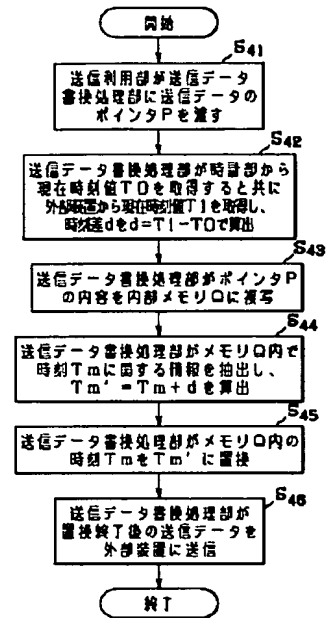 開始
S41
送信利用部が送信データ
書換処理部に送信データの
ポインタPを渡す
S42
送信データ書換処理部が時計部から
現在時刻値T0を取得すると共に
外部装置から現在時刻値T1を取得し、
時刻差dをd=T1-T0で算出
S43
送信データ書換処理部がポインタP
の内容を内部メモリQに複写
S44
送信データ書換処理部がメモリQ内で
時刻Tmに関する情報を抽出し、
Tm'=Tm+dを算出
S45
送信データ書換処理部がメモリQ内の
時刻TmをTm'に置換
S46
送信データ書換処理部が
置換終了後の送信データを
外部装置に送信
終了